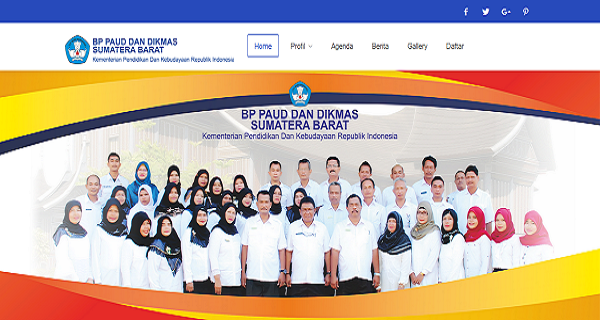 BP PAUD DAN DIKMAS
SUMATERA BARAT
Kementerian Pendidikan Dan Kebudayaan Republik Indonesia
Home Profil Agenda Berita Gallery Daftar
BP PAUD DAN DIKMAS
SUMATERA BARAT
Kementerian Pendidikan Dan Kebudayaan Republik Indonesia